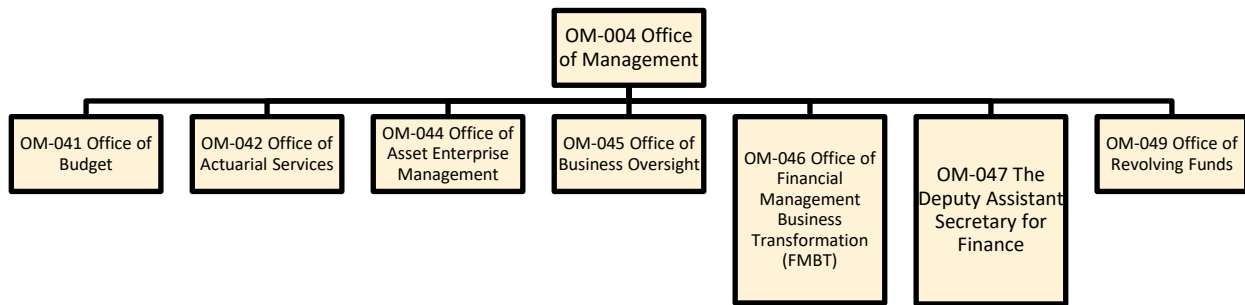 OM-004 Office
of Management
OM-041 Office of
Budget
OM-042 Office of
Actuarial Services
OM-044 Office of
Asset Enterprise
Management
OM-045 Office of
Business Oversight
OM-046 Office of
Financial
Management
Business
Transformation
(FMBT)
OM-047 The
Deputy Assistant
Secretary for
Finance
OM-049 Office of
Revolving Funds